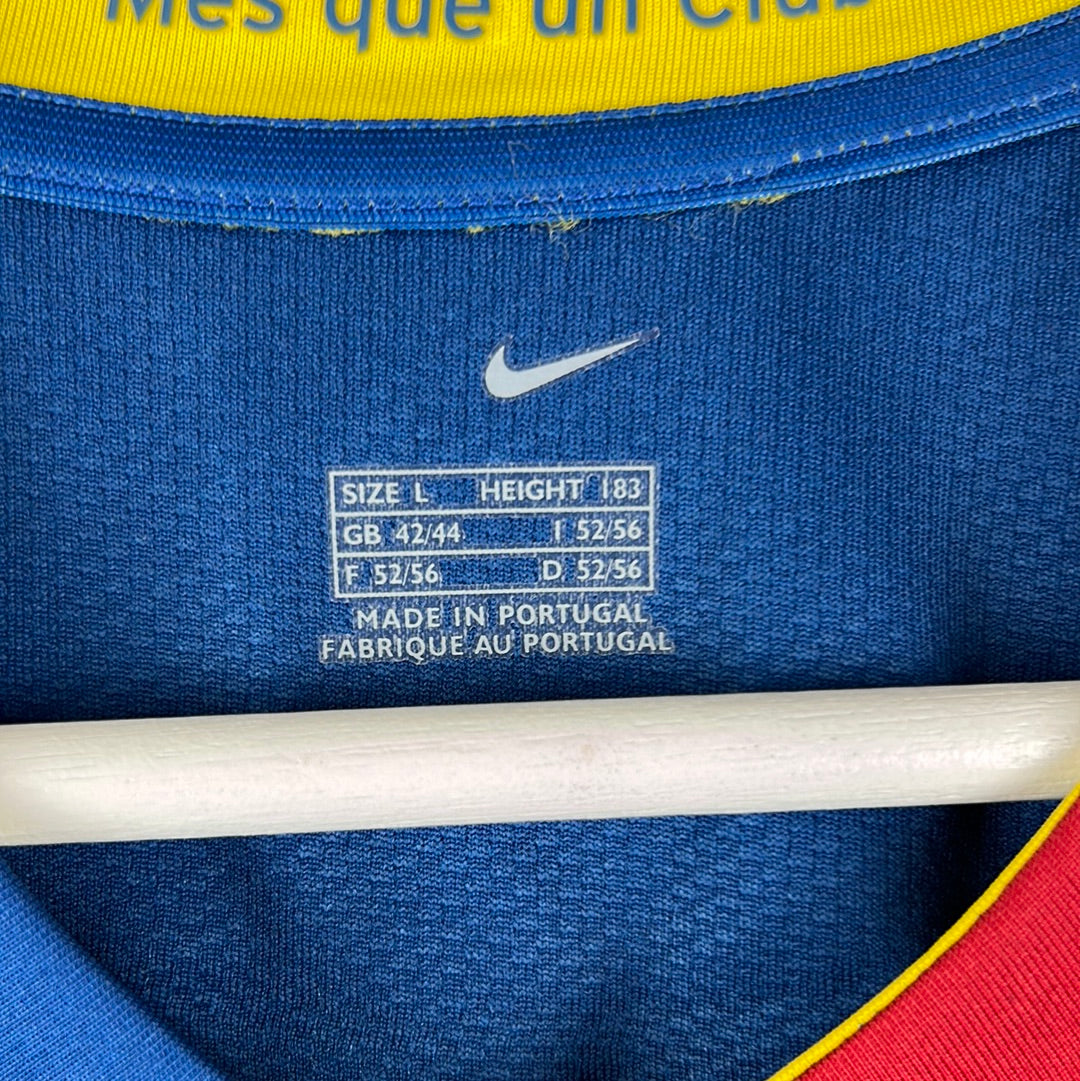 Més que un Club
SIZE L HEIGHT 183
GB 42/44 I 52/56
F 52/56 D 52/56
MADE IN PORTUGAL
FABRIQUE AU PORTUGAL